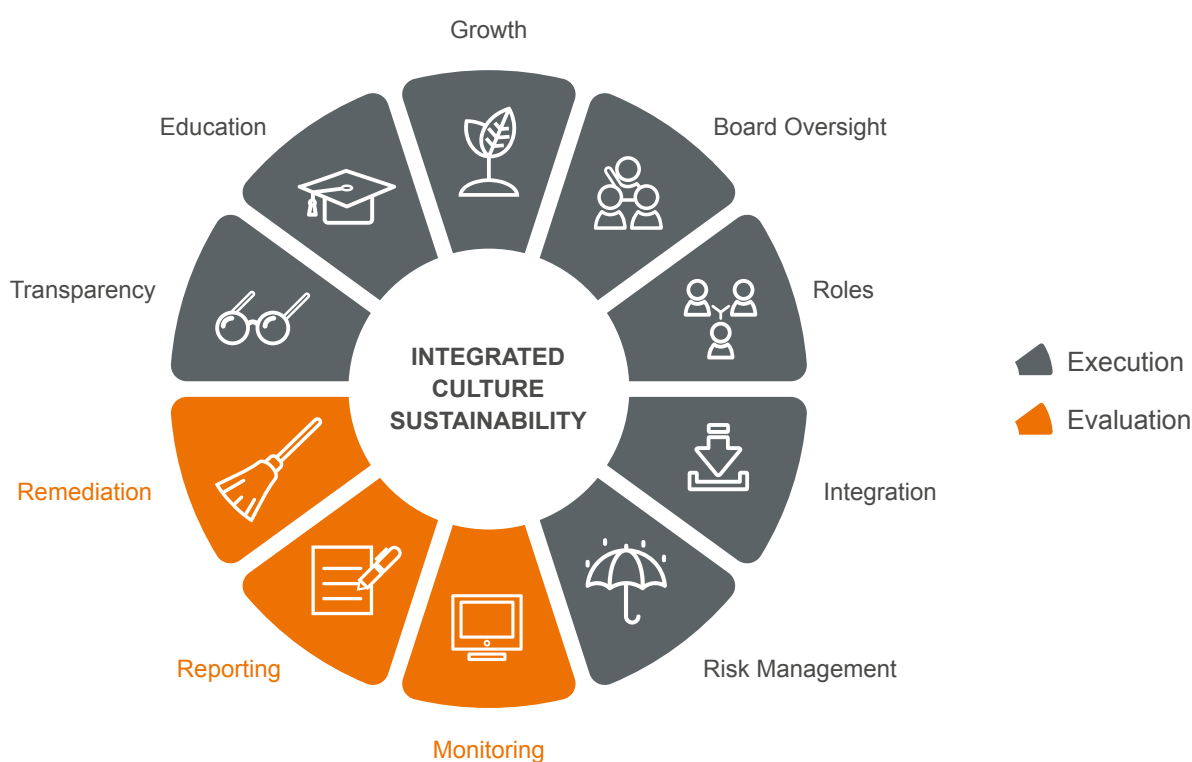 Growth
Education
Board Oversight
Transparency
Roles
INTEGRATED
CULTURE
SUSTAINABILITY
Execution
Evaluation
Remediation
Integration
Reporting
Risk Management
Monitoring